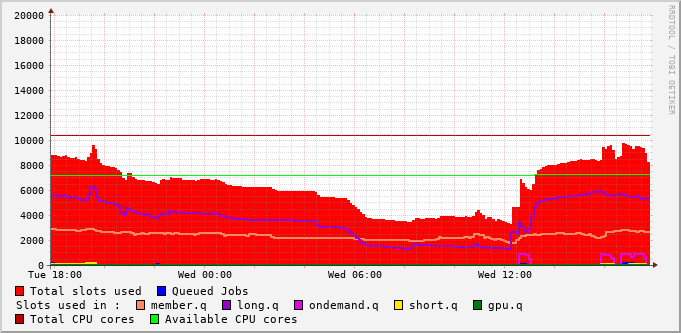 20000
18000
16000
14000
12000
10000
8000
6000
4000
2000
0
Tue 18:00 Wed 00:00 Wed 06:00 Wed 12:00
Total slots used Queued Jobs
Slots used in : member.q long.q ondemand.q short.q gpu.q
Total CPU cores Available CPU cores
RRDTOOL / TOBI OETIKER